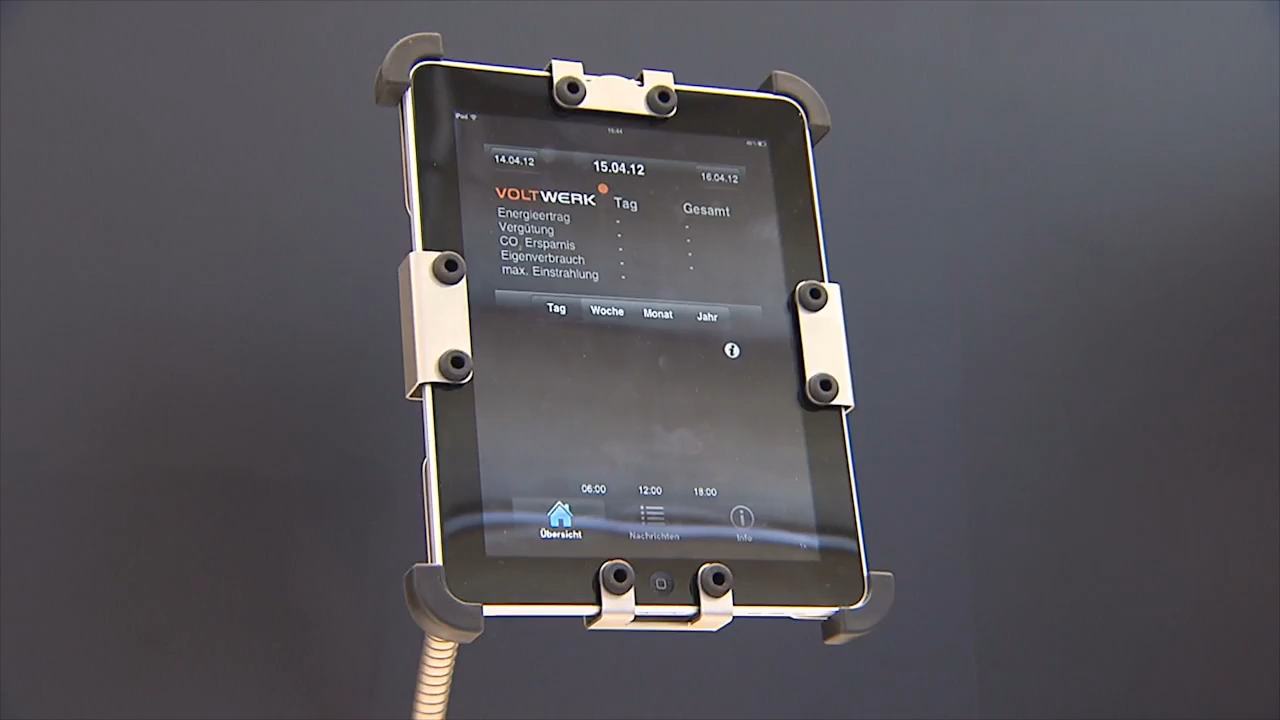 iPad 15:44
14.04.12 15.04.12 16.04.12
VOLTWERK Tag Gesamt
Energieertrag - -
Vergütung - -
CO₂ Ersparnis - -
Eigenverbrauch - -
max. Einstrahlung -
Tag Woche Monat Jahr
i
06:00 12:00 18:00
Übersicht Nachrichten Info